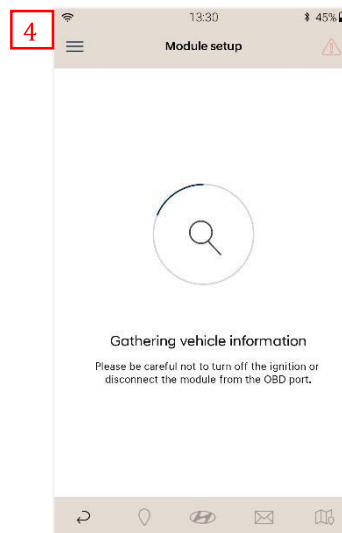 4
13:30
45%
Module setup
Gathering vehicle information
Please be careful not to turn off the ignition or
disconnect the module from the OBD port.